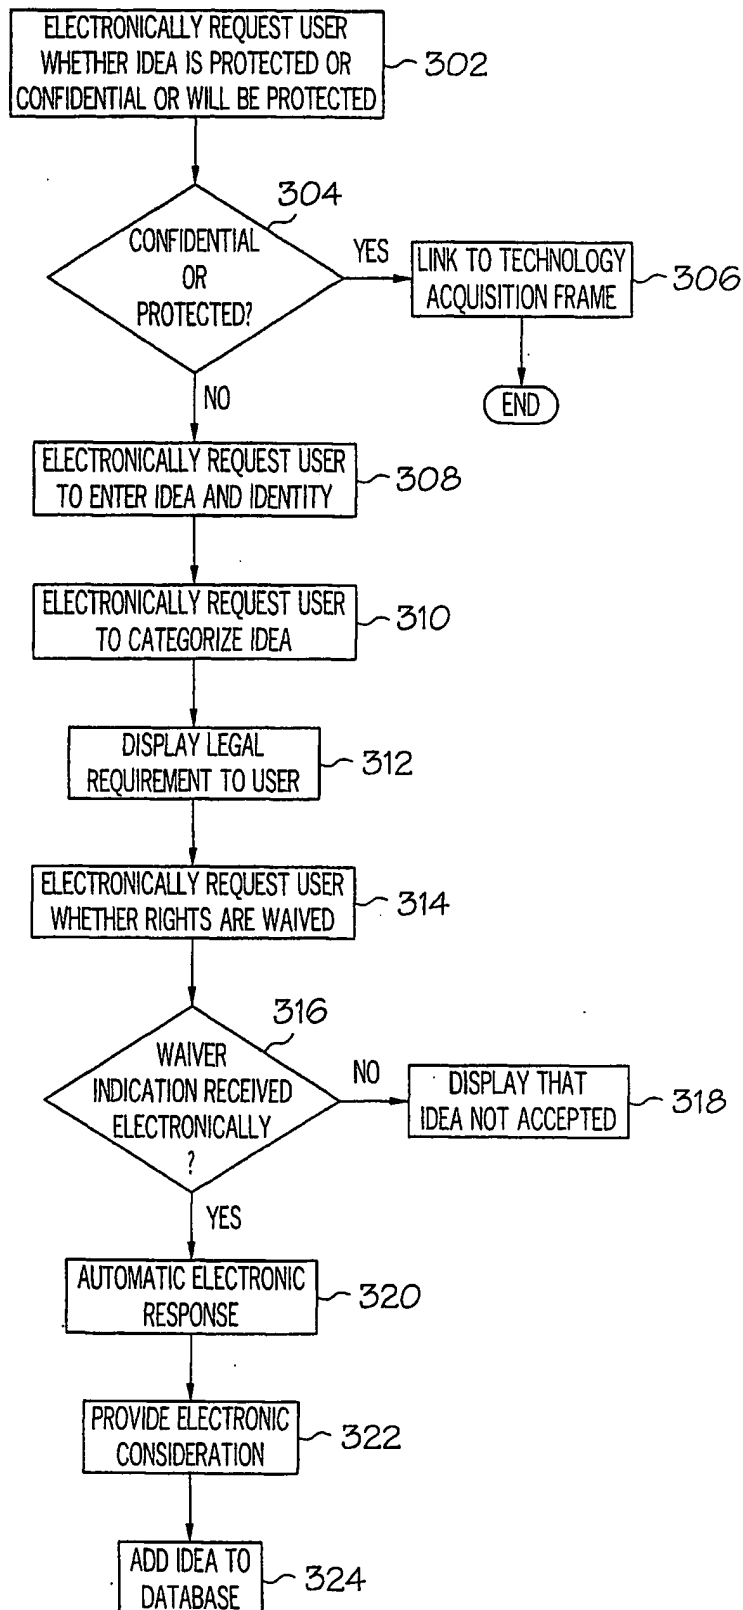 ELECTRONICALLY REQUEST USER
WHETHER IDEA IS PROTECTED OR
CONFIDENTIAL OR WILL BE PROTECTED
302
304
CONFIDENTIAL
OR
PROTECTED?
YES
LINK TO TECHNOLOGY
ACQUISITION FRAME
306
END
NO
ELECTRONICALLY REQUEST USER
TO ENTER IDEA AND IDENTITY
308
ELECTRONICALLY REQUEST USER
TO CATEGORIZE IDEA
310
DISPLAY LEGAL
REQUIREMENT TO USER
312
ELECTRONICALLY REQUEST USER
WHETHER RIGHTS ARE WAIVED
314
316
WAIVER
INDICATION RECEIVED
ELECTRONICALLY
?
NO
DISPLAY THAT
IDEA NOT ACCEPTED
318
YES
AUTOMATIC ELECTRONIC
RESPONSE
320
PROVIDE ELECTRONIC
CONSIDERATION
322
ADD IDEA TO
DATABASE
324